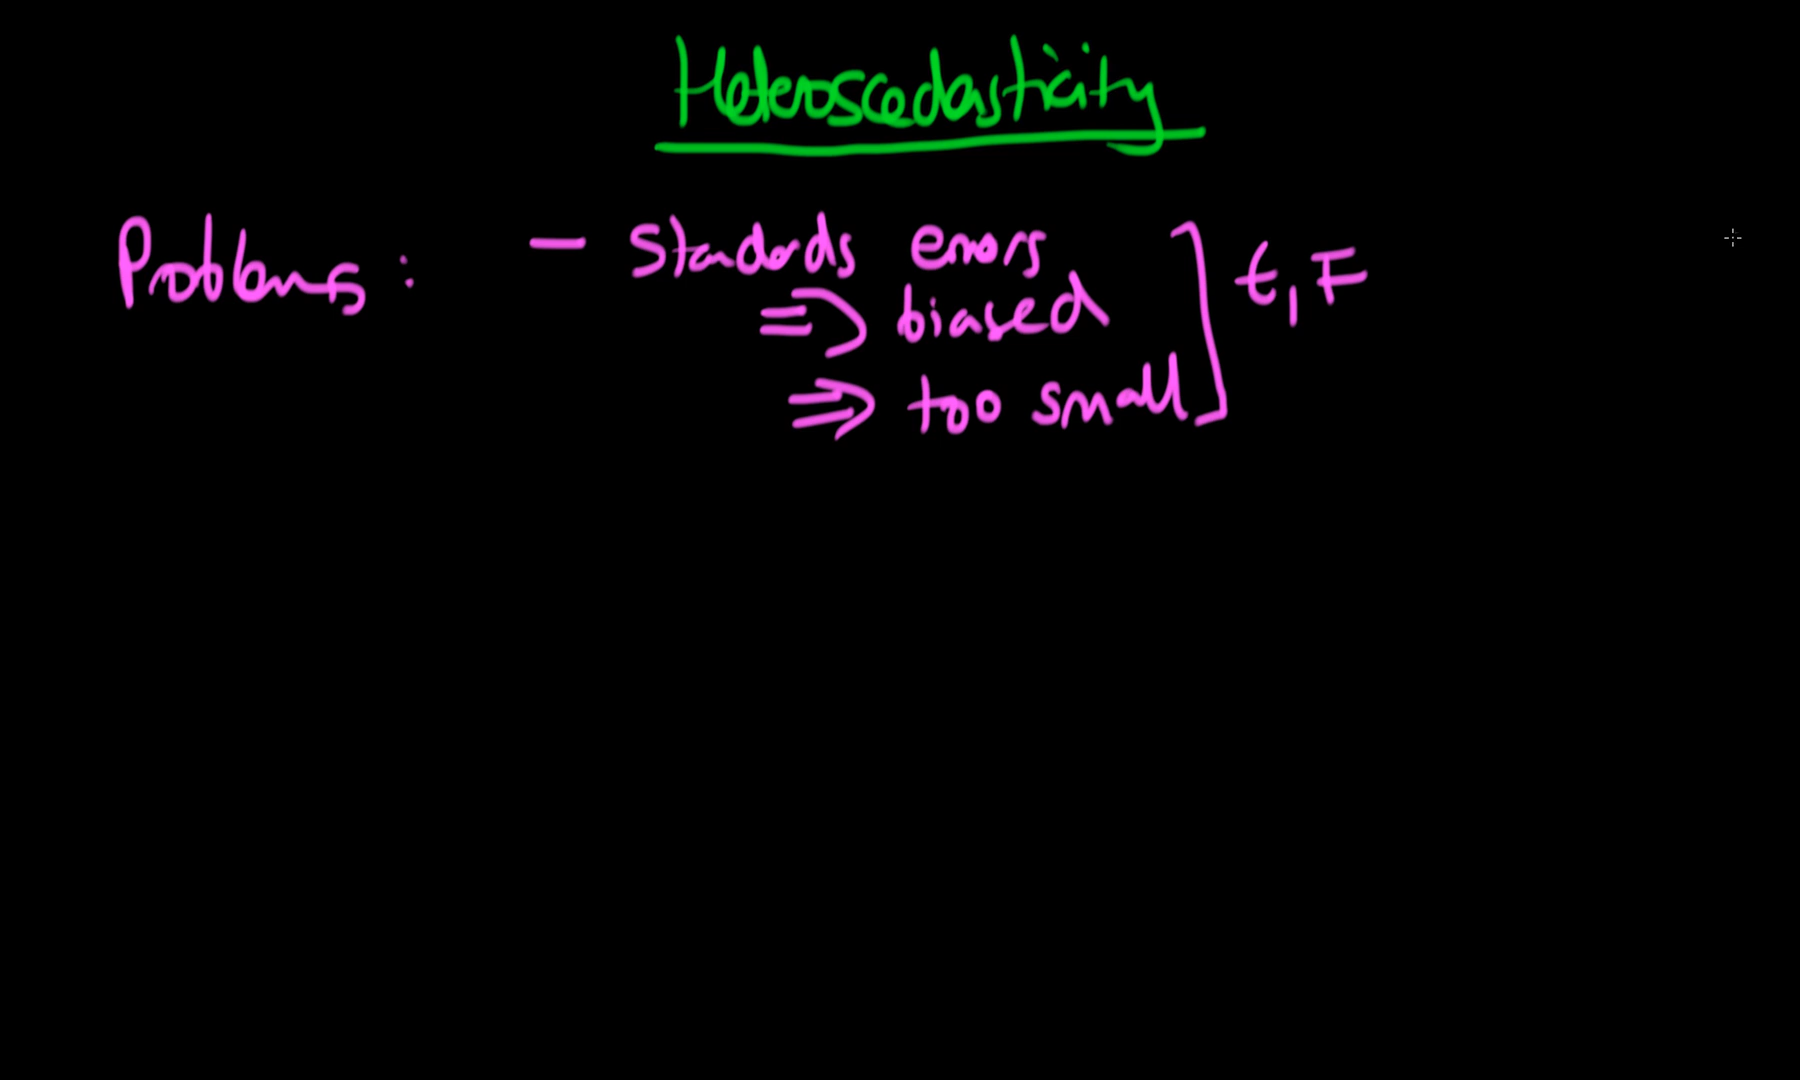 Heteroscedasticity
Problems: - Standards errors ] t, F
⇒ biased
⇒ too small